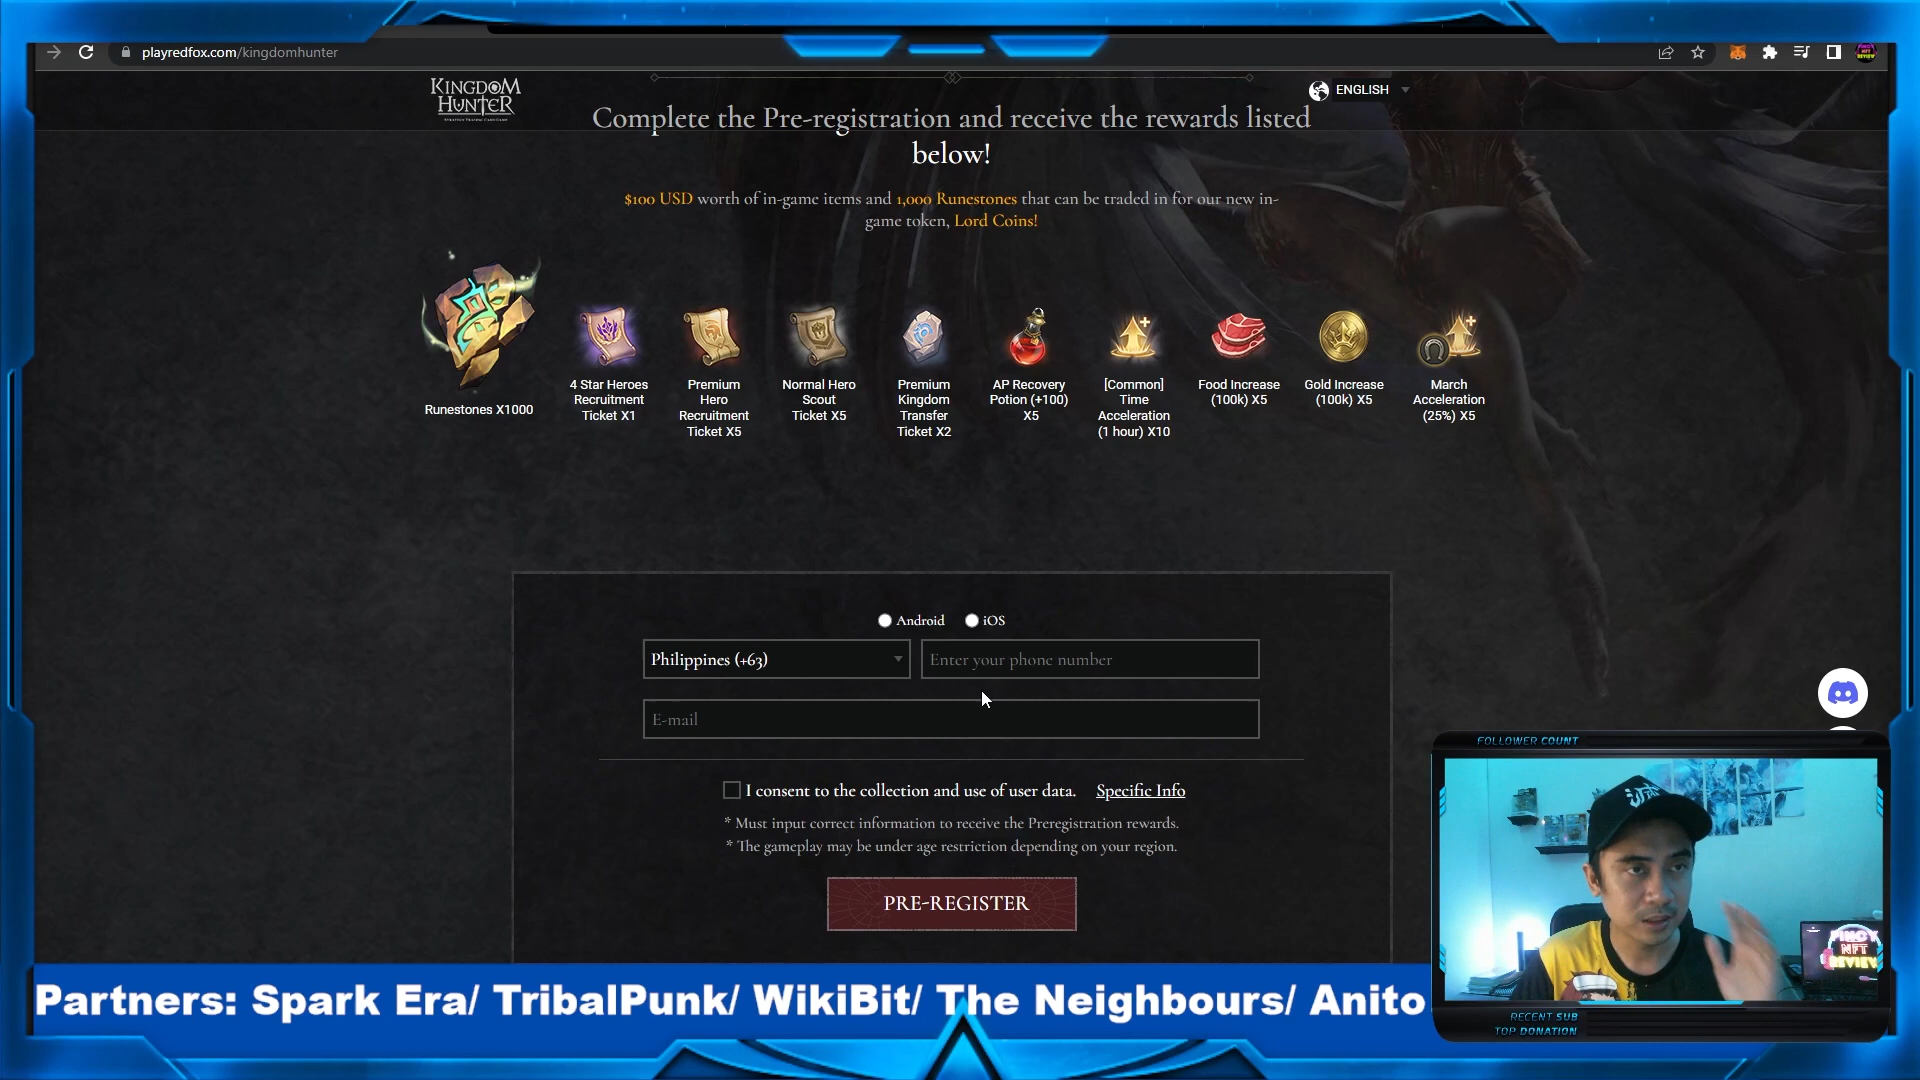 playredfox.com/kingdomhunter
KINGDOM
HUNTER
ENGLISH
Complete the Pre-registration and receive the rewards listed
below!
$100 USD worth of in-game items and 1,000 Runestones that can be traded in for our new in-
game token, Lord Coins!
Runestones X1000
4 Star Heroes
Recruitment
Ticket X1
Premium
Hero
Recruitment
Ticket X5
Normal Hero
Scout
Ticket X5
Premium
Kingdom
Transfer
Ticket X2
AP Recovery
Potion (+100)
X5
[Common]
Time
Acceleration
(1 hour) X10
Food Increase
(100k) X5
Gold Increase
(100k) X5
March
Acceleration
(25%) X5
Android
iOS
Philippines (+63)
Enter your phone number
E-mail
I consent to the collection and use of user data. Specific Info
* Must input correct information to receive the Preregistration rewards.
* The gameplay may be under age restriction depending on your region.
PRE-REGISTER
FOLLOWER COUNT
PINOY
NFT
REVIEW
RECENT SUB
TOP DONATION
Partners: Spark Era/ TribalPunk/ WikiBit/ The Neighbours/ Anito